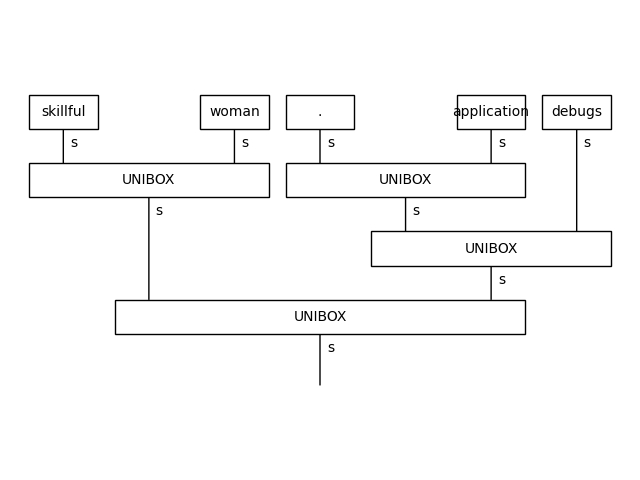 skillful woman . application debugs
s s s s s
UNIBOX UNIBOX
s s
UNIBOX
s
UNIBOX
s